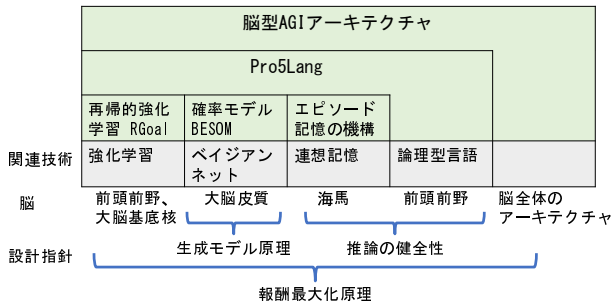 脳型AGIアーキテクチャ
Pro5Lang
再帰的強化
学習 RGoal
確率モデル
BESOM
エピソード
記憶の機構
関連技術
強化学習
ベイジアン
ネット
連想記憶
論理型言語
脳
前頭前野、
大脳基底核
大脳皮質
海馬
前頭前野
脳全体の
アーキテクチャ
設計指針
生成モデル原理
推論の健全性
報酬最大化原理